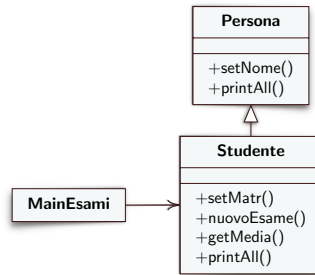 Persona
+setNome()
+printAll()
Studente
+setMatr()
+nuovoEsame()
+getMedia()
+printAll()
MainEsami